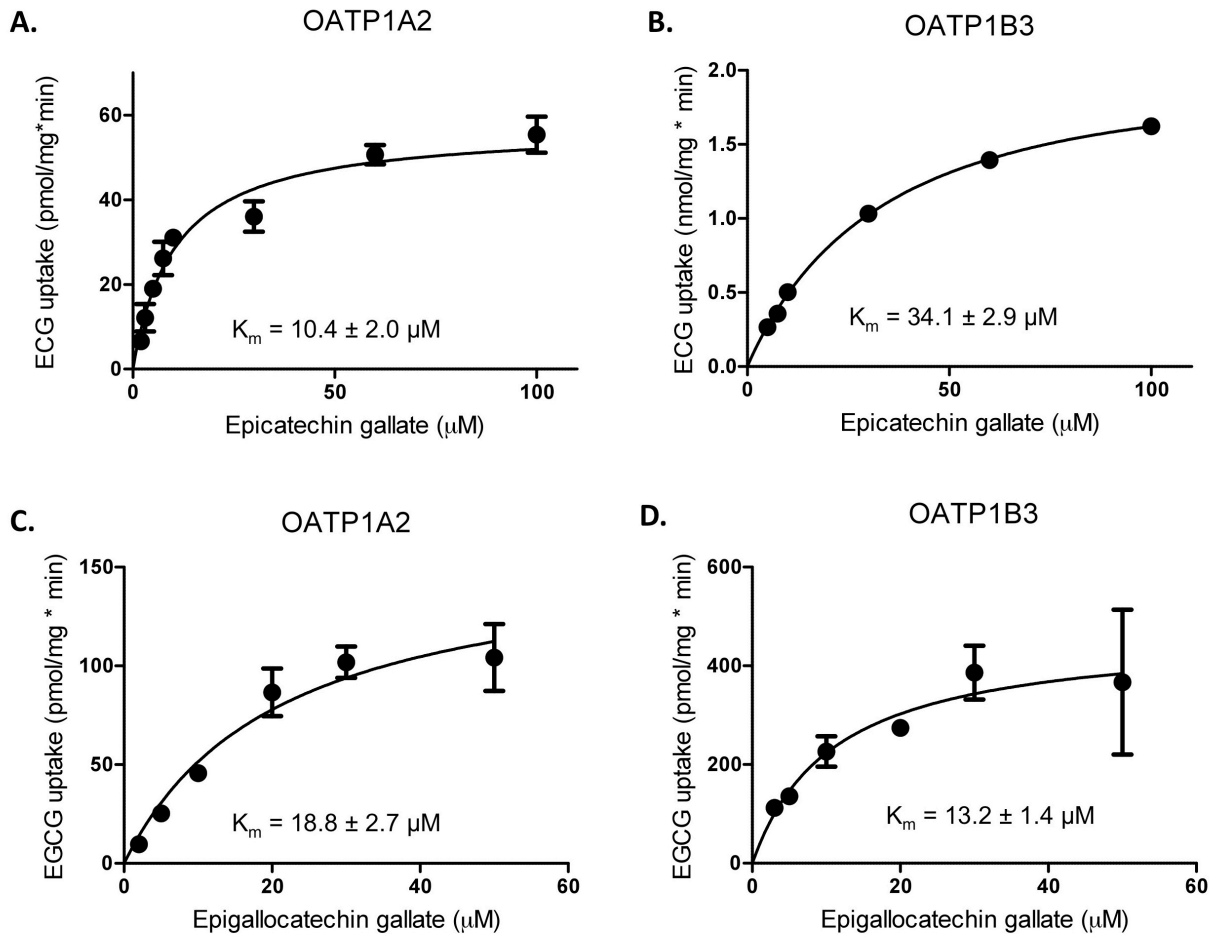 A.
OATP1A2
ECG uptake (pmol/mg*min)
60
40
20
0
0
50
100
K_m = 10.4 ± 2.0 µM
Epicatechin gallate (µM)
B.
OATP1B3
ECG uptake (nmol/mg * min)
2.0
1.5
1.0
0.5
0.0
0
50
100
K_m = 34.1 ± 2.9 µM
Epicatechin gallate (µM)
C.
OATP1A2
EGCG uptake (pmol/mg * min)
150
100
50
0
0
20
40
60
K_m = 18.8 ± 2.7 µM
Epigallocatechin gallate (µM)
D.
OATP1B3
EGCG uptake (pmol/mg * min)
600
400
200
0
0
20
40
60
K_m = 13.2 ± 1.4 µM
Epigallocatechin gallate (µM)